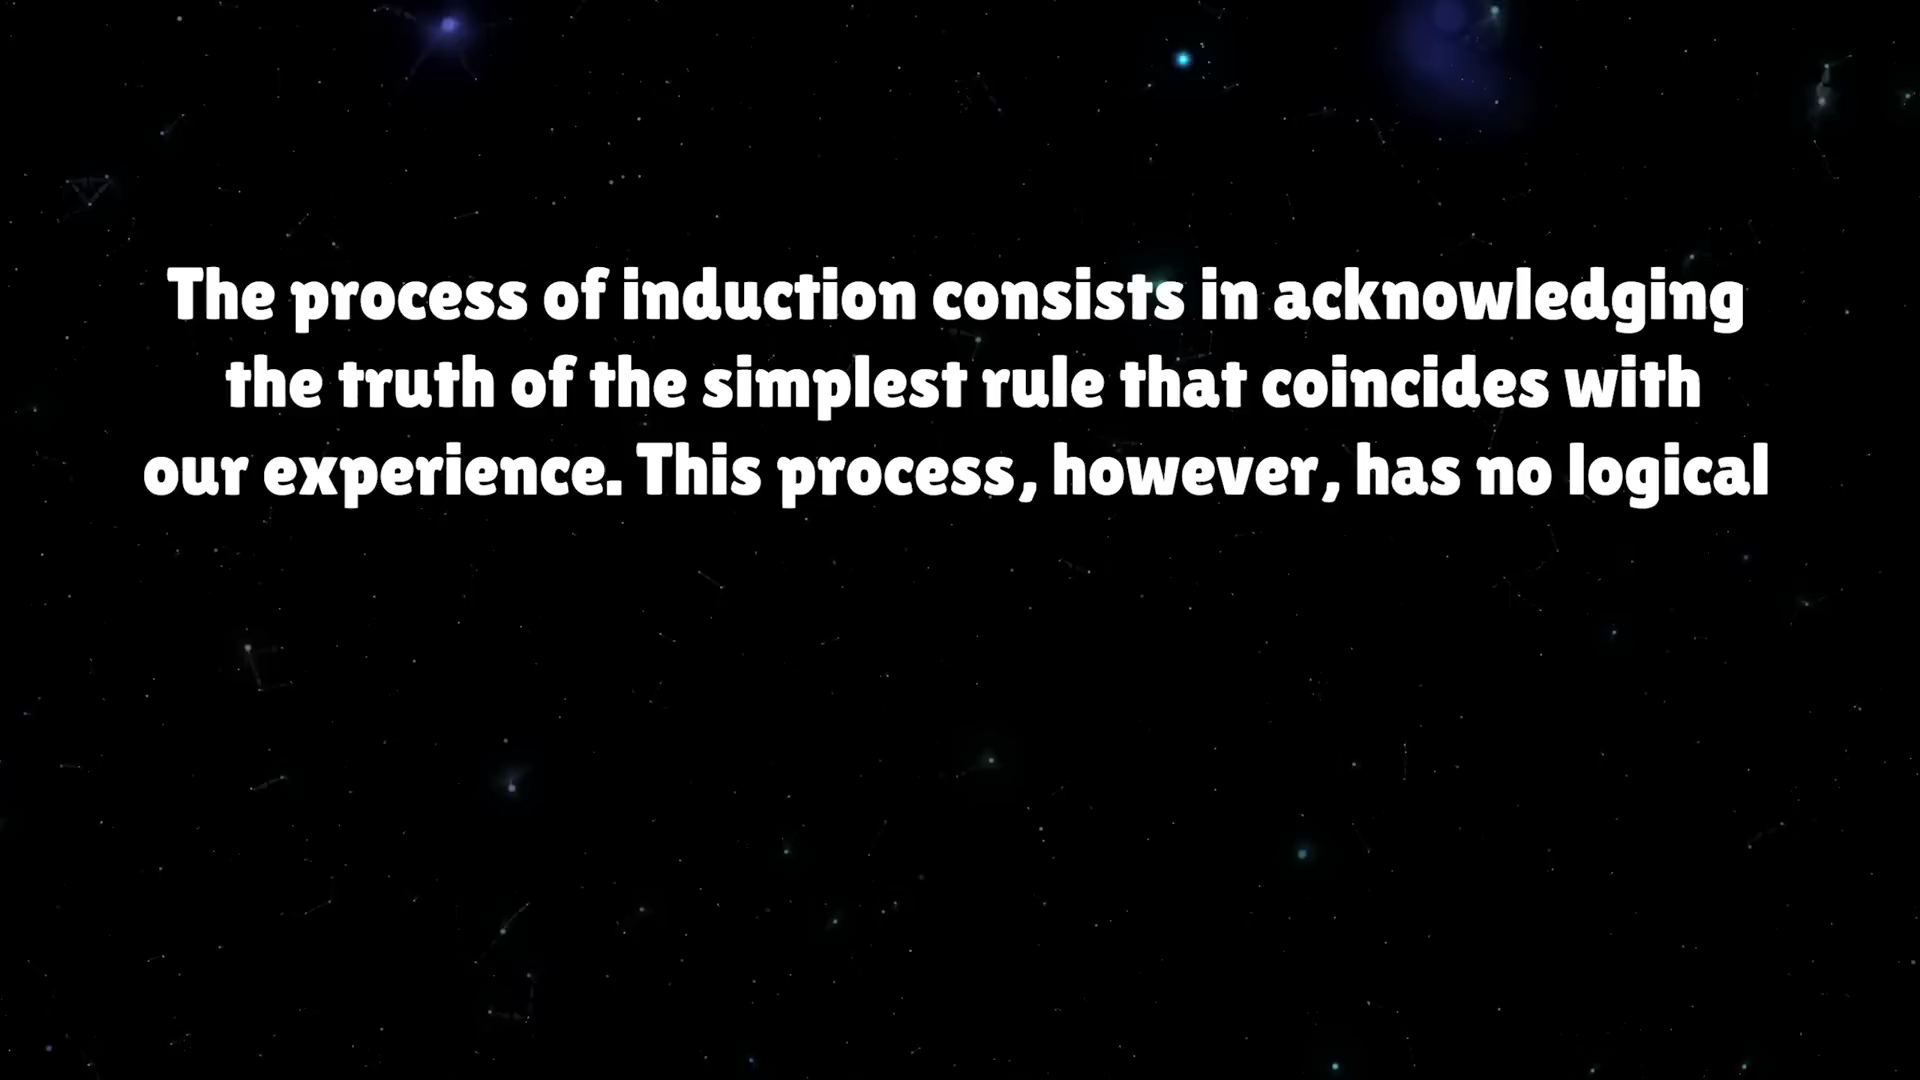 The process of induction consists in acknowledging
the truth of the simplest rule that coincides with
our experience. This process, however, has no logical